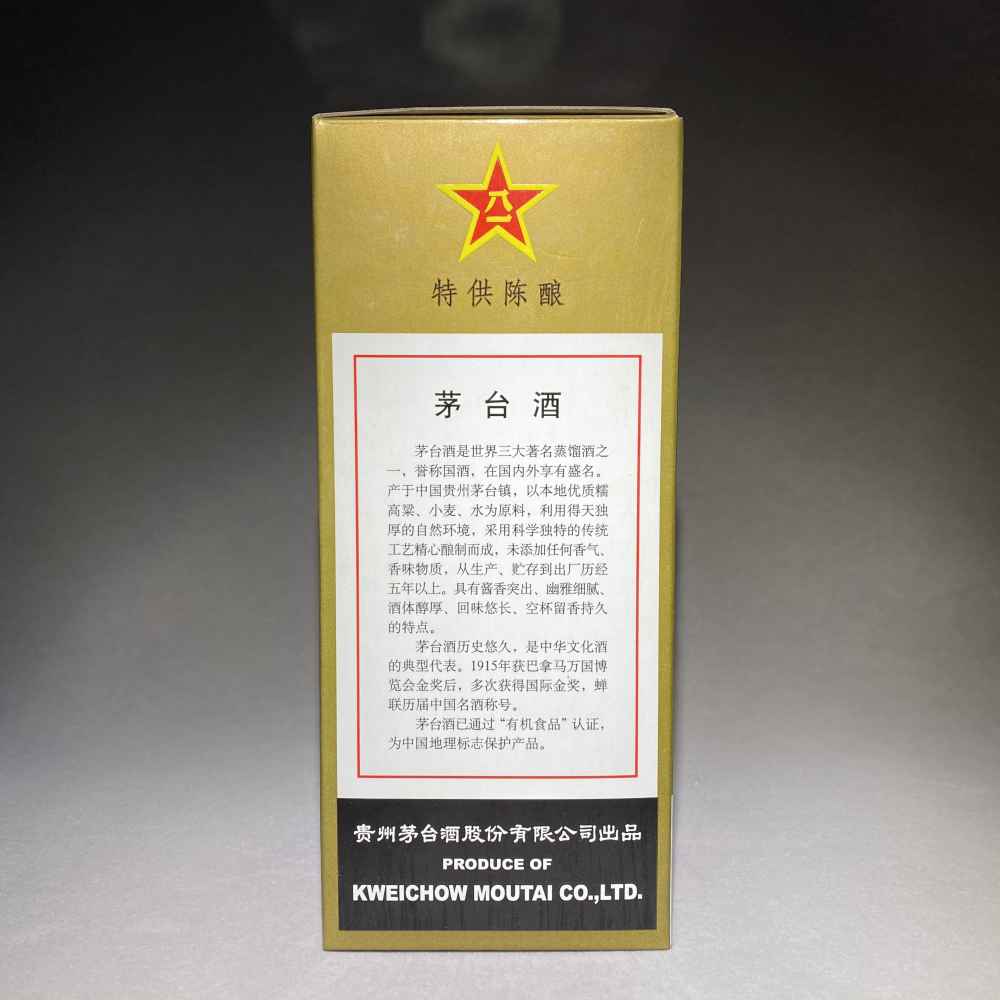 八一
特供陈酿
茅台酒
茅台酒是世界三大著名蒸馏酒之
一，誉称国酒，在国内外享有盛名。
产于中国贵州茅台镇，以本地优质糯
高粱、小麦、水为原料，利用得天独
厚的自然环境，采用科学独特的传统
工艺精心酿制而成，未添加任何香气、
香味物质，从生产、贮存到出厂历经
五年以上。具有酱香突出、幽雅细腻、
酒体醇厚、回味悠长、空杯留香持久
的特点。
茅台酒历史悠久，是中华文化酒
的典型代表。1915年获巴拿马万国博
览会金奖后，多次获得国际金奖，蝉
联历届中国名酒称号。
茅台酒已通过“有机食品”认证，
为中国地理标志保护产品。
贵州茅台酒股份有限公司出品
PRODUCE OF
KWEICHOW MOUTAI CO.,LTD.